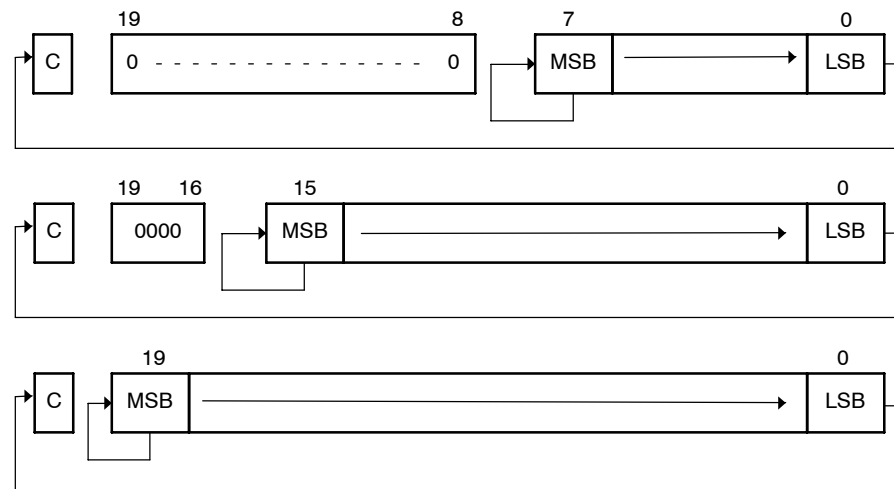 19 8 7 0
C 0 - - - - - - - - - - - - - - - 0 MSB LSB
19 16 15 0
C 0000 MSB LSB
19 0
C MSB LSB